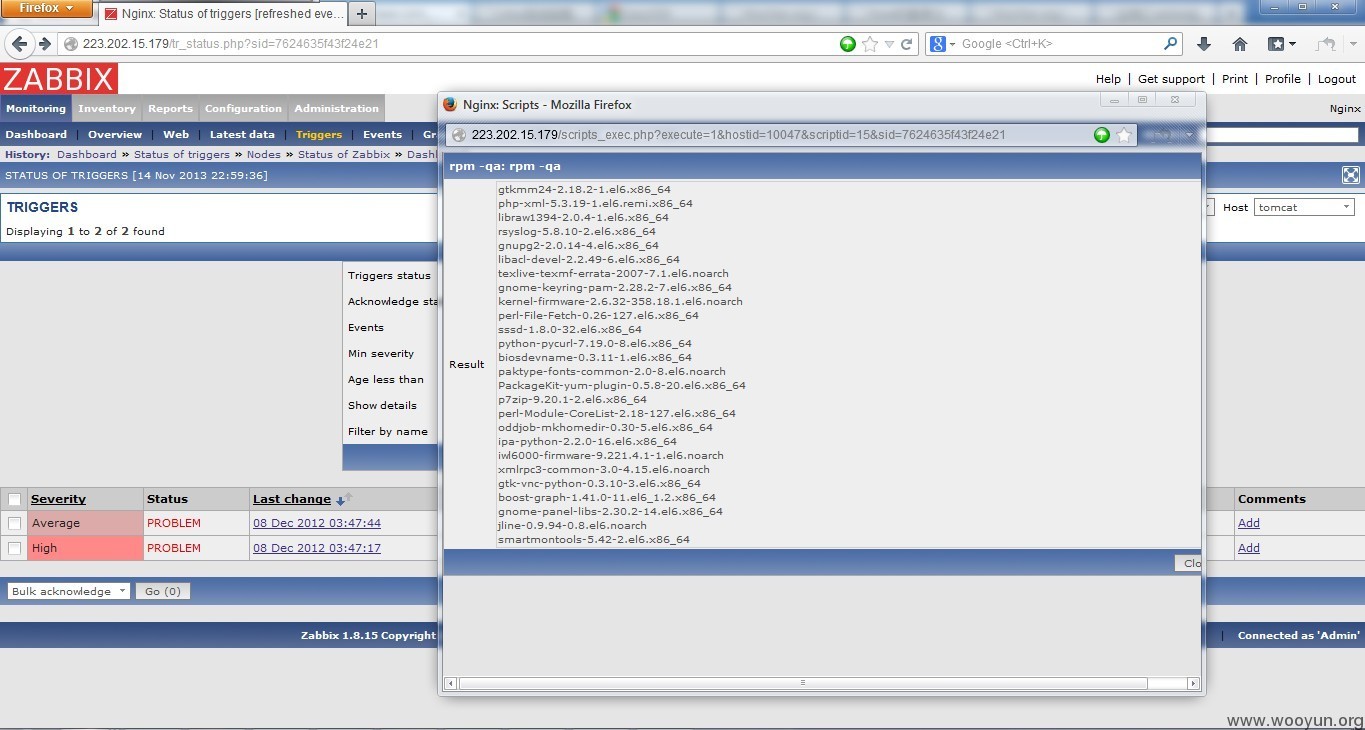 Firefox
Nginx: Status of triggers [refreshed eve...
223.202.15.179/tr_status.php?sid=7624635f43f24e21
Google <Ctrl+K>
ZABBIX
Help | Get support | Print | Profile | Logout
Monitoring Inventory Reports Configuration Administration
Nginx
Dashboard | Overview | Web | Latest data | Triggers | Events | Gr
History: Dashboard » Status of triggers » Nodes » Status of Zabbix » Dash
STATUS OF TRIGGERS [14 Nov 2013 22:59:36]
TRIGGERS
Host tomcat
Displaying 1 to 2 of 2 found
Triggers status
Acknowledge sta
Events
Min severity
Age less than
Show details
Filter by name
Severity Status Last change Comments
Average PROBLEM 08 Dec 2012 03:47:44 Add
High PROBLEM 08 Dec 2012 03:47:17 Add
Bulk acknowledge Go (0)
Zabbix 1.8.15 Copyright
| Connected as 'Admin'
Nginx: Scripts - Mozilla Firefox
223.202.15.179/scripts_exec.php?execute=1&hostid=10047&scriptid=15&sid=7624635f43f24e21
rpm -qa: rpm -qa
Result
gtkmm24-2.18.2-1.el6.x86_64
php-xml-5.3.19-1.el6.remi.x86_64
libraw1394-2.0.4-1.el6.x86_64
rsyslog-5.8.10-2.el6.x86_64
gnupg2-2.0.14-4.el6.x86_64
libacl-devel-2.2.49-6.el6.x86_64
texlive-texmf-errata-2007-7.1.el6.noarch
gnome-keyring-pam-2.28.2-7.el6.x86_64
kernel-firmware-2.6.32-358.18.1.el6.noarch
perl-File-Fetch-0.26-127.el6.x86_64
sssd-1.8.0-32.el6.x86_64
python-pycurl-7.19.0-8.el6.x86_64
biosdevname-0.3.11-1.el6.x86_64
paktype-fonts-common-2.0-8.el6.noarch
PackageKit-yum-plugin-0.5.8-20.el6.x86_64
p7zip-9.20.1-2.el6.x86_64
perl-Module-CoreList-2.18-127.el6.x86_64
oddjob-mkhomedir-0.30-5.el6.x86_64
ipa-python-2.2.0-16.el6.x86_64
iwl6000-firmware-9.221.4.1-1.el6.noarch
xmlrpc3-common-3.0-4.15.el6.noarch
gtk-vnc-python-0.3.10-3.el6.x86_64
boost-graph-1.41.0-11.el6_1.2.x86_64
gnome-panel-libs-2.30.2-14.el6.x86_64
jline-0.9.94-0.8.el6.noarch
smartmontools-5.42-2.el6.x86_64
Clo
www.wooyun.org